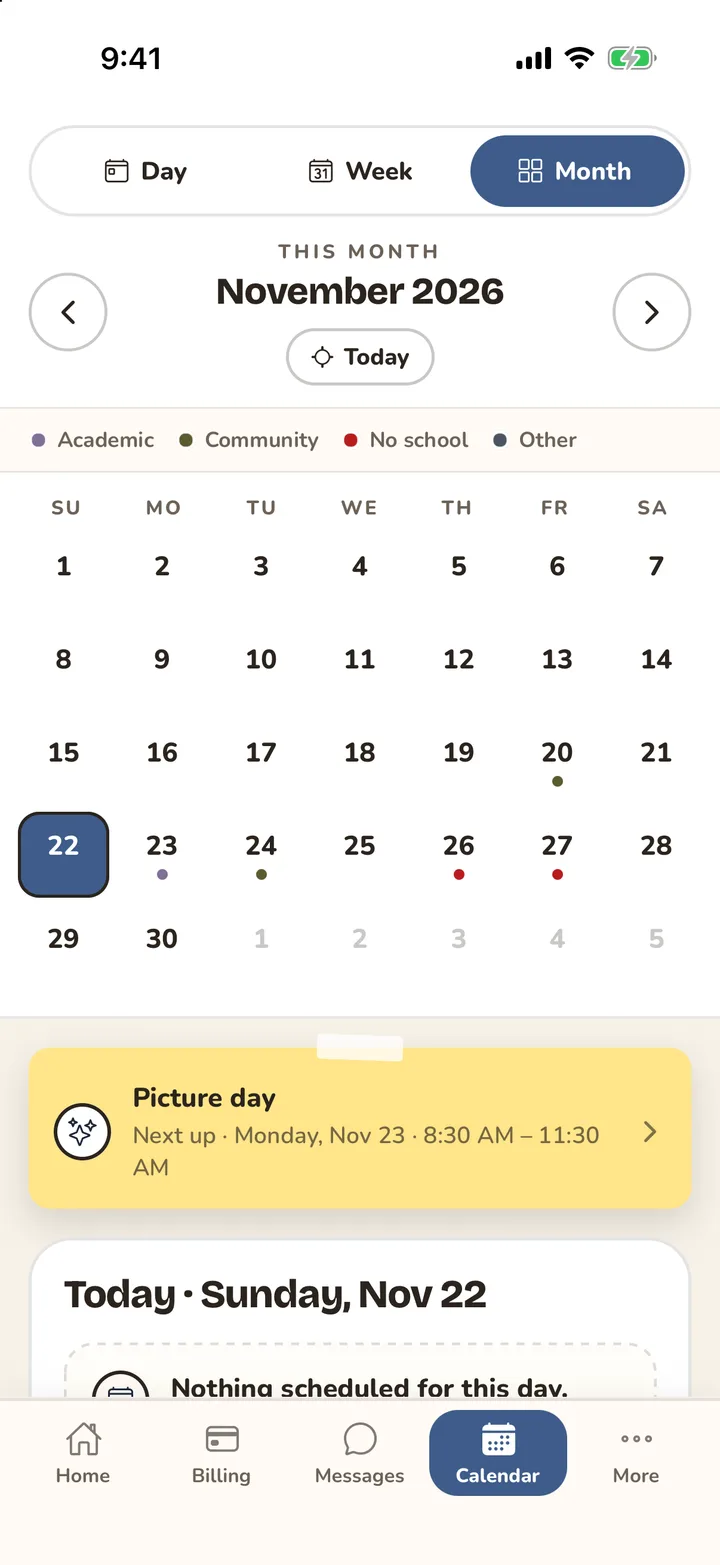 9:41
Day Week Month
THIS MONTH
November 2026
Today
Academic Community No school Other
SU MO TU WE TH FR SA
1 2 3 4 5 6 7
8 9 10 11 12 13 14
15 16 17 18 19 20 21
22 23 24 25 26 27 28
29 30 1 2 3 4 5
Picture day
Next up · Monday, Nov 23 · 8:30 AM – 11:30
AM
Today · Sunday, Nov 22
Nothing scheduled for this day.
Home Billing Messages Calendar More